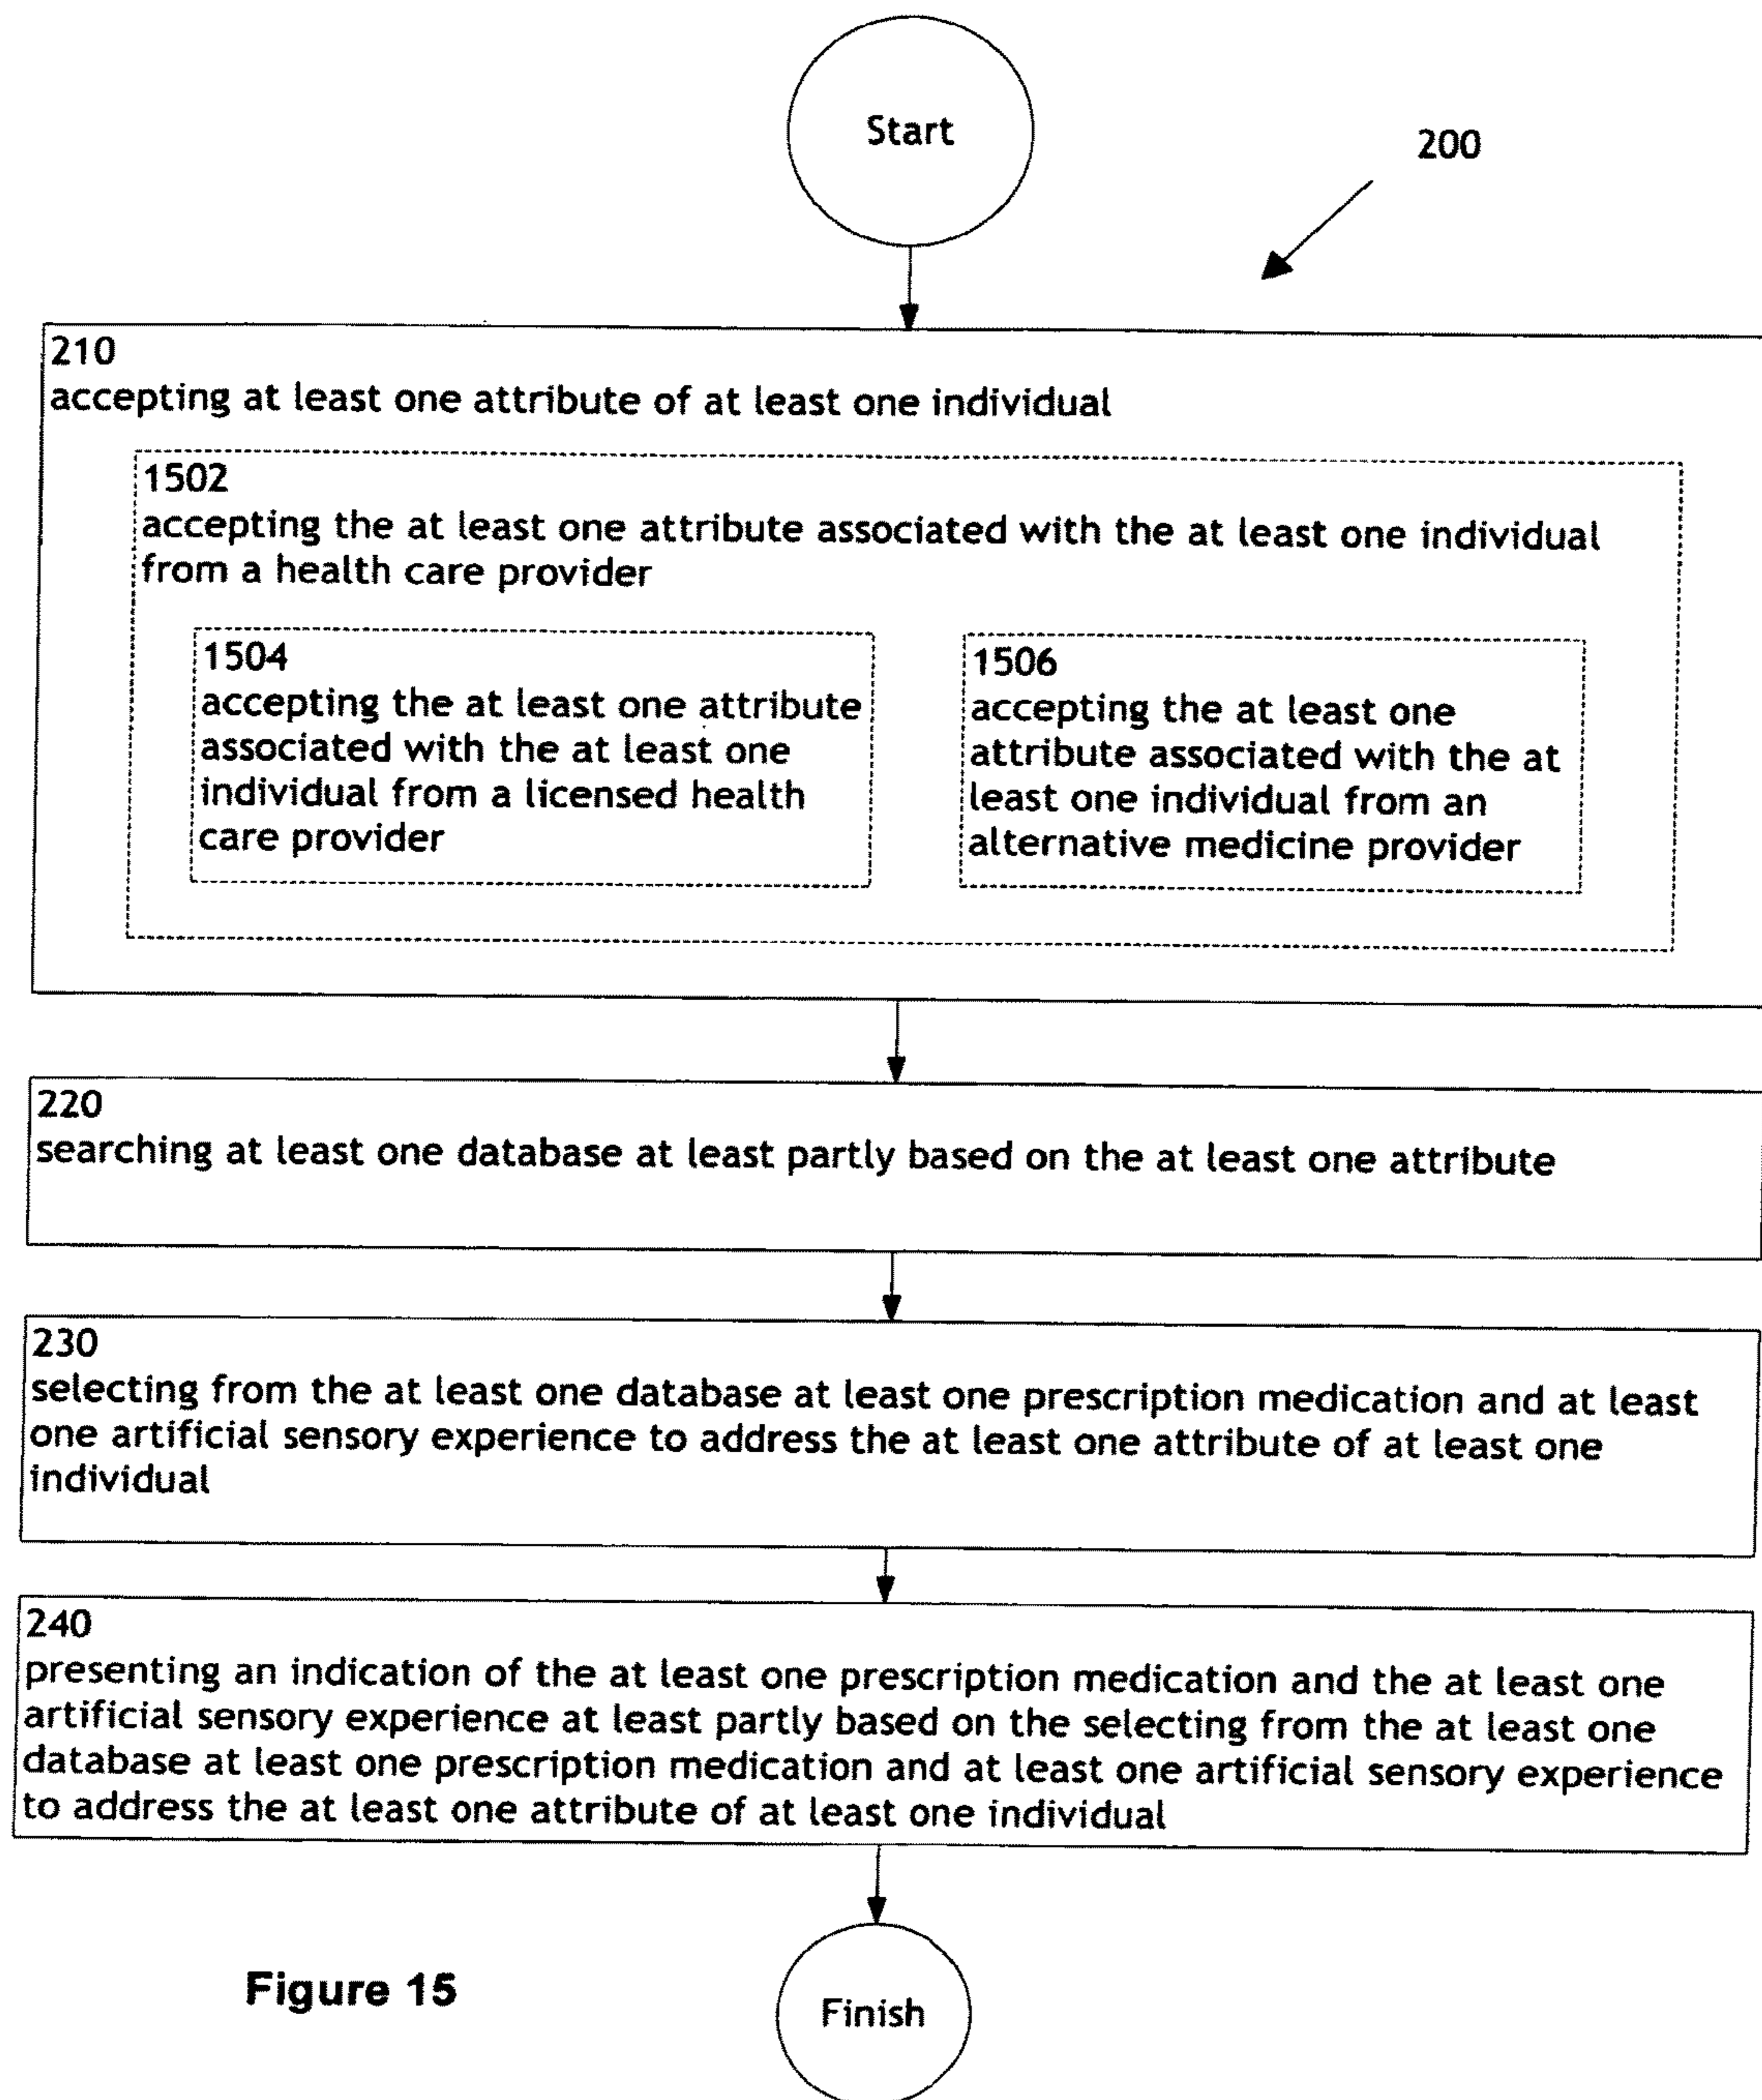 Start
200
210
accepting at least one attribute of at least one individual
1502
accepting the at least one attribute associated with the at least one individual
from a health care provider
1504
accepting the at least one attribute
associated with the at least one
individual from a licensed health
care provider
1506
accepting the at least one
attribute associated with the at
least one individual from an
alternative medicine provider
220
searching at least one database at least partly based on the at least one attribute
230
selecting from the at least one database at least one prescription medication and at least
one artificial sensory experience to address the at least one attribute of at least one
individual
240
presenting an indication of the at least one prescription medication and the at least one
artificial sensory experience at least partly based on the selecting from the at least one
database at least one prescription medication and at least one artificial sensory experience
to address the at least one attribute of at least one individual
Figure 15
Finish